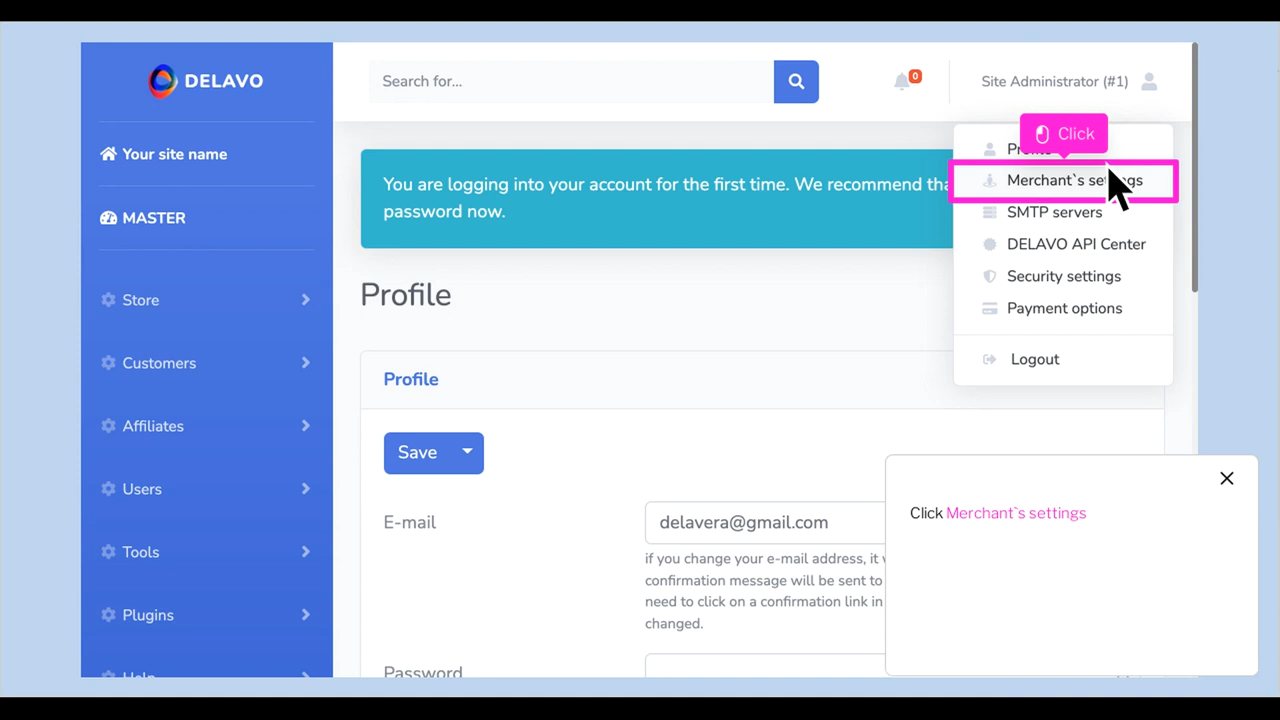 DELAVO
Search for...
0
Site Administrator (#1)
Click
Your site name
MASTER
Store
Customers
Affiliates
Users
Tools
Plugins
Help
Profile
Merchant`s settings
SMTP servers
DELAVO API Center
Security settings
Payment options
Logout
You are logging into your account for the first time. We recommend
password now.
Profile
Profile
Save
E-mail
delavera@gmail.com
if you change your e-mail address, it
confirmation message will be sent to
need to click on a confirmation link in
changed.
Password
Click Merchant`s settings